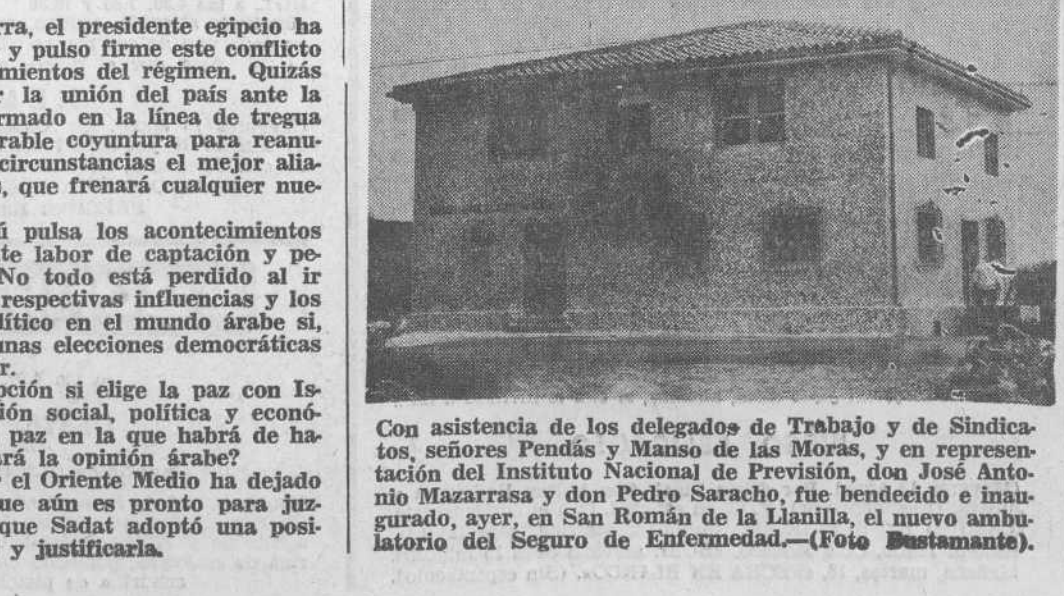 rra, el presidente egipcio ha
y pulso firme este conflicto
mientos del régimen. Quizás
la unión del país ante la
rmado en la línea de tregua
rable coyuntura para reanu-
circunstancias el mejor alia-
, que frenará cualquier nue-
ú pulsa los acontecimientos
te labor de captación y pe-
No todo está perdido al ir
respectivas influencias y los
lítico en el mundo árabe si,
unas elecciones democráticas
r.
pción si elige la paz con Is-
ión social, política y econó-
paz en la que habrá de ha-
ará la opinión árabe?
el Oriente Medio ha dejado
ue aún es pronto para juz-
que Sadat adoptó una posi-
y justificarla.
Con asistencia de los delegados de Trabajo y de Sindica-
tos, señores Pendás y Manso de las Moras, y en represen-
tación del Instituto Nacional de Previsión, don José Anto-
nio Mazarrasa y don Pedro Saracho, fue bendecido e inau-
gurado, ayer, en San Román de la Llanilla, el nuevo ambu-
latorio del Seguro de Enfermedad.—(Foto Bustamante).